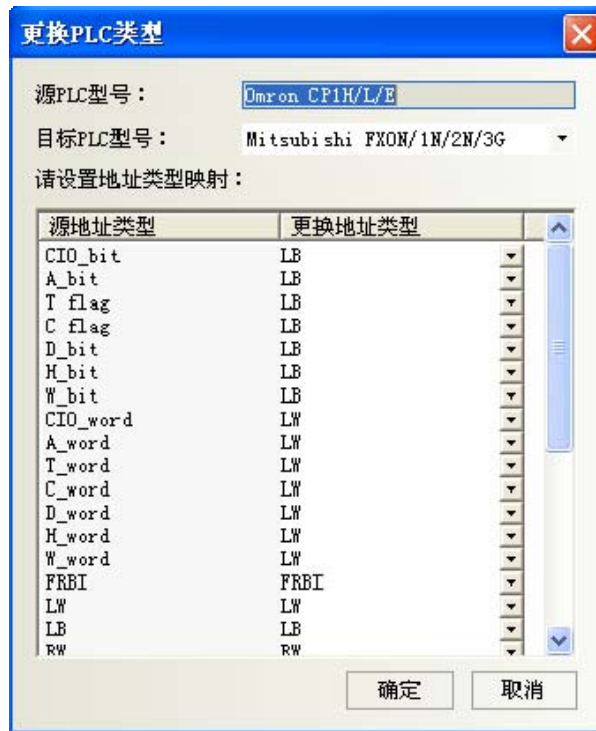 更换PLC类型
源PLC型号： Omron CP1H/L/E
目标PLC型号： Mitsubishi FX0N/1N/2N/3G
请设置地址类型映射：
源地址类型 更换地址类型
CIO_bit LB
A_bit LB
T flag LB
C flag LB
D_bit LB
H_bit LB
W_bit LB
CIO_word LW
A_word LW
T_word LW
C_word LW
D_word LW
H_word LW
W_word LW
FRBI FRBI
LW LW
LB LB
RW RW
确定 取消